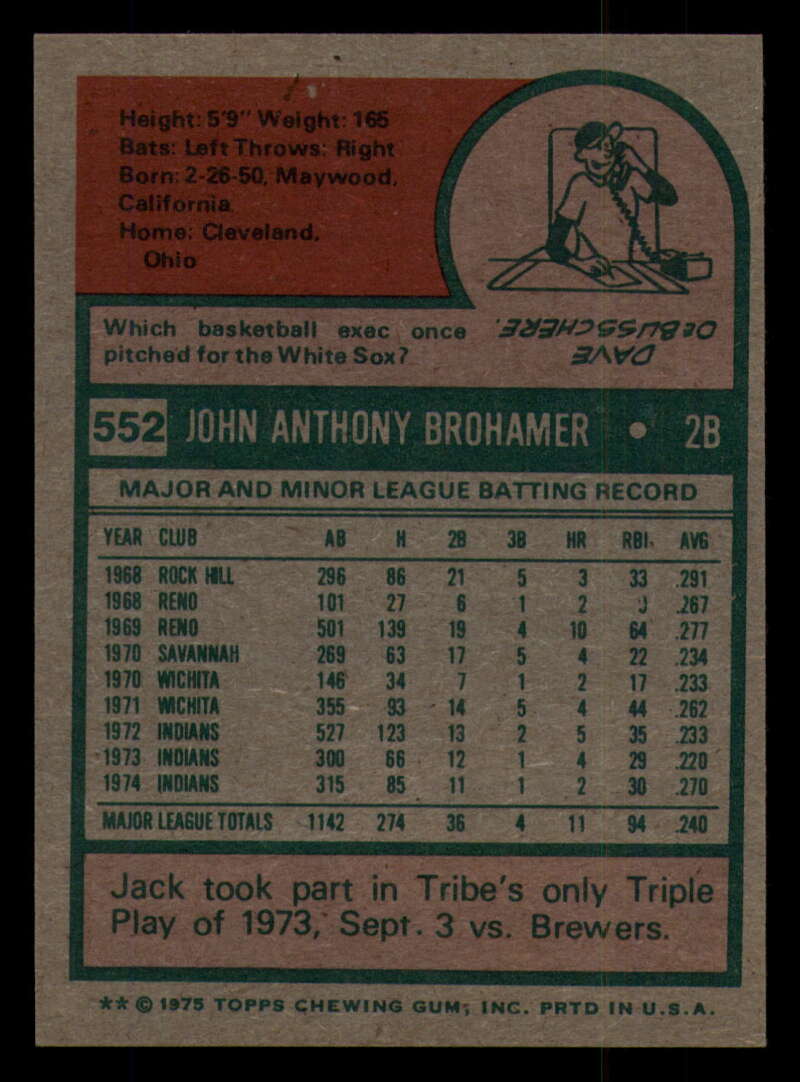 Height: 5'9" Weight: 165
Bats: Left Throws: Right
Born: 2-26-50, Maywood,
California
Home: Cleveland,
Ohio
Which basketball exec once
pitched for the White Sox?
DAVE
DeBUSSCHERE.
552 JOHN ANTHONY BROHAMER • 2B
MAJOR AND MINOR LEAGUE BATTING RECORD
YEAR CLUB AB H 2B 3B HR RBI AVG
1968 ROCK HILL 296 86 21 5 3 33 .291
1968 RENO 101 27 6 1 2 .267
1969 RENO 501 139 19 4 10 64 .277
1970 SAVANNAH 269 63 17 5 4 22 .234
1970 WICHITA 146 34 7 1 2 17 .233
1971 WICHITA 355 93 14 5 4 44 .262
1972 INDIANS 527 123 13 2 5 35 .233
1973 INDIANS 300 66 12 1 4 29 .220
1974 INDIANS 315 85 11 1 2 30 .270
MAJOR LEAGUE TOTALS 1142 274 36 4 11 94 .240
Jack took part in Tribe's only Triple
Play of 1973, Sept. 3 vs. Brewers.
** © 1975 TOPPS CHEWING GUM, INC. PRTD IN U.S.A.